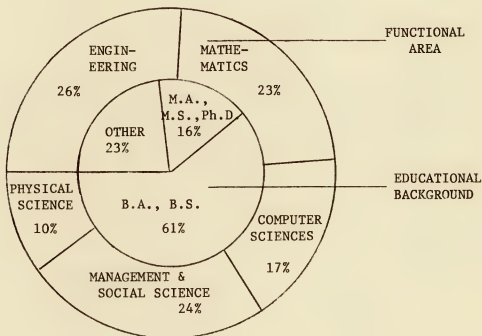 ENGIN-
EERING
26%
MATHE-
MATICS
23%
FUNCTIONAL
AREA
M.A.,
M.S.,Ph.D
16%
OTHER
23%
B.A., B.S.
61%
EDUCATIONAL
BACKGROUND
PHYSICAL
SCIENCE
10%
COMPUTER
SCIENCES
17%
MANAGEMENT &
SOCIAL SCIENCE
24%